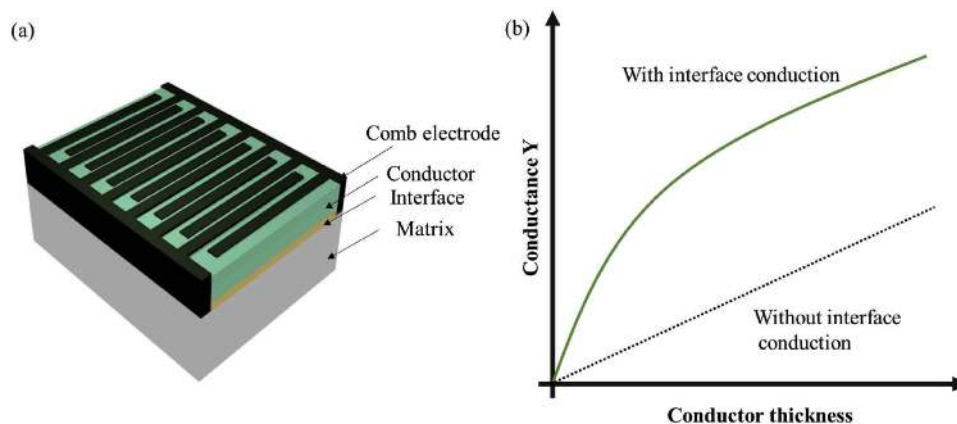 (a)
Comb electrode
Conductor
Interface
Matrix
(b)
Conductance Y
With interface conduction
Without interface
conduction
Conductor thickness